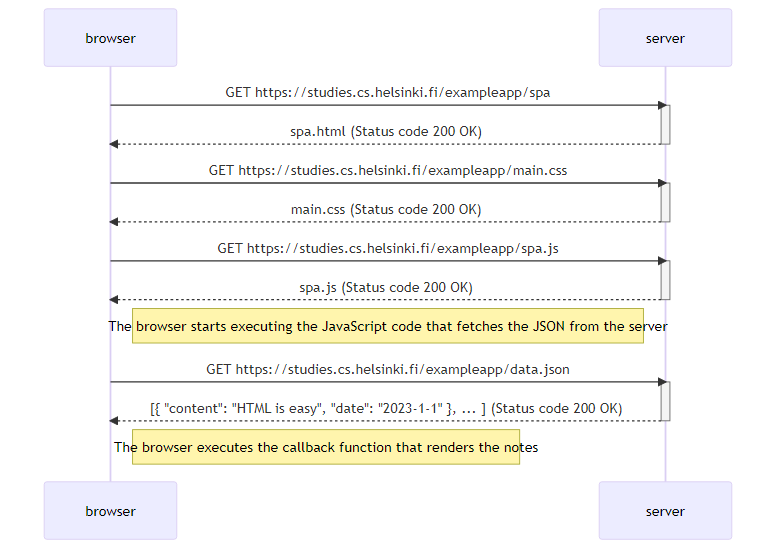 browser
server
GET https://studies.cs.helsinki.fi/exampleapp/spa
spa.html (Status code 200 OK)
GET https://studies.cs.helsinki.fi/exampleapp/main.css
main.css (Status code 200 OK)
GET https://studies.cs.helsinki.fi/exampleapp/spa.js
spa.js (Status code 200 OK)
The browser starts executing the JavaScript code that fetches the JSON from the server
GET https://studies.cs.helsinki.fi/exampleapp/data.json
[{ "content": "HTML is easy", "date": "2023-1-1" }, ... ] (Status code 200 OK)
The browser executes the callback function that renders the notes
browser
server